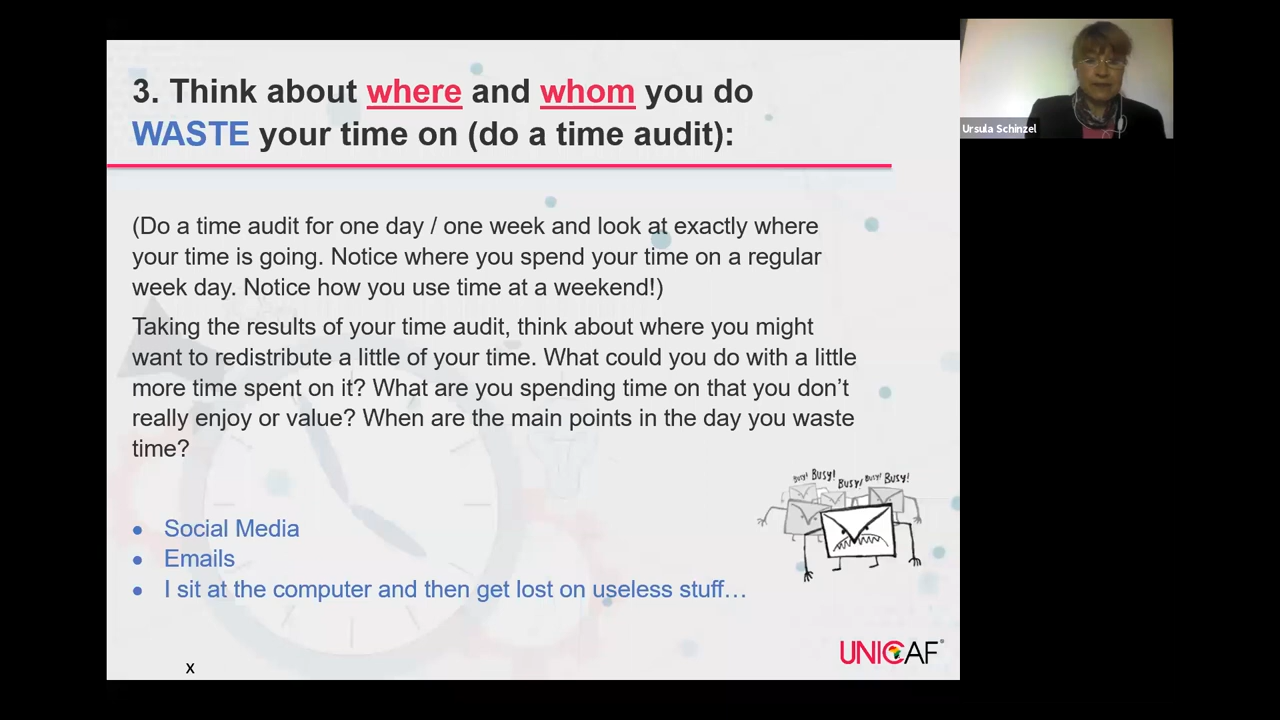 3. Think about where and whom you do
WASTE your time on (do a time audit):
Ursula Schinzel
(Do a time audit for one day / one week and look at exactly where
your time is going. Notice where you spend your time on a regular
week day. Notice how you use time at a weekend!)
Taking the results of your time audit, think about where you might
want to redistribute a little of your time. What could you do with a little
more time spent on it? What are you spending time on that you don’t
really enjoy or value? When are the main points in the day you waste
time?
Busy! Busy! Busy! Busy! Busy!
• Social Media
• Emails
• I sit at the computer and then get lost on useless stuff…
UNICAF
x